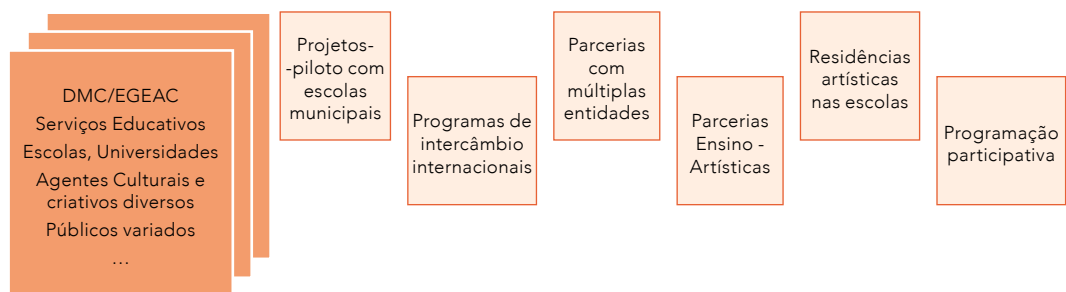 DMC/EGEAC
Serviços Educativos
Escolas, Universidades
Agentes Culturais e
criativos diversos
Públicos variados
...
Projetos-
-piloto com
escolas
municipais
Programas de
intercâmbio
internacionais
Parcerias
com
múltiplas
entidades
Parcerias
Ensino -
Artísticas
Residências
artísticas
nas escolas
Programação
participativa